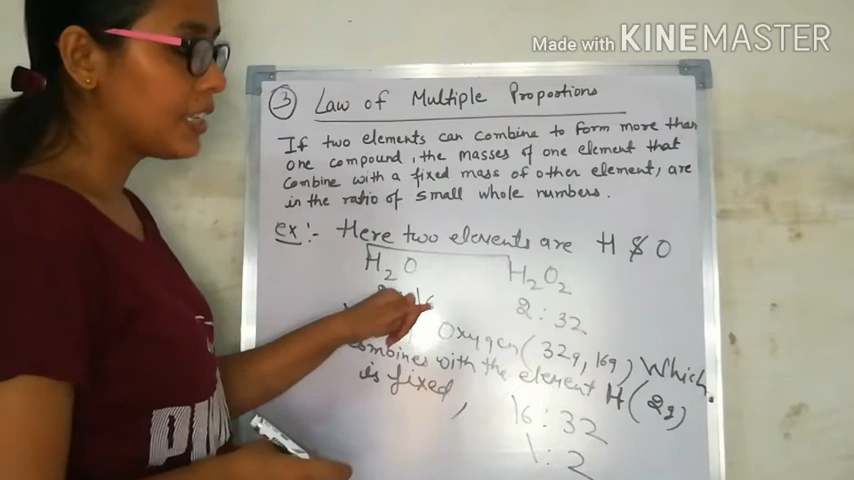 Made with KINEMASTER
③ Law of Multiple Proportions
If two elements can combine to form more than
one compound, the masses of one element that
combine with a fixed mass of other element, are
in the ratio of small whole numbers.
ex:- Here two elements are H & O
H₂O H₂O₂
2 : 32
Oxygen (32g, 16g) Which
combines with the element H (2g)
is fixed,
16 : 32
1 : 2